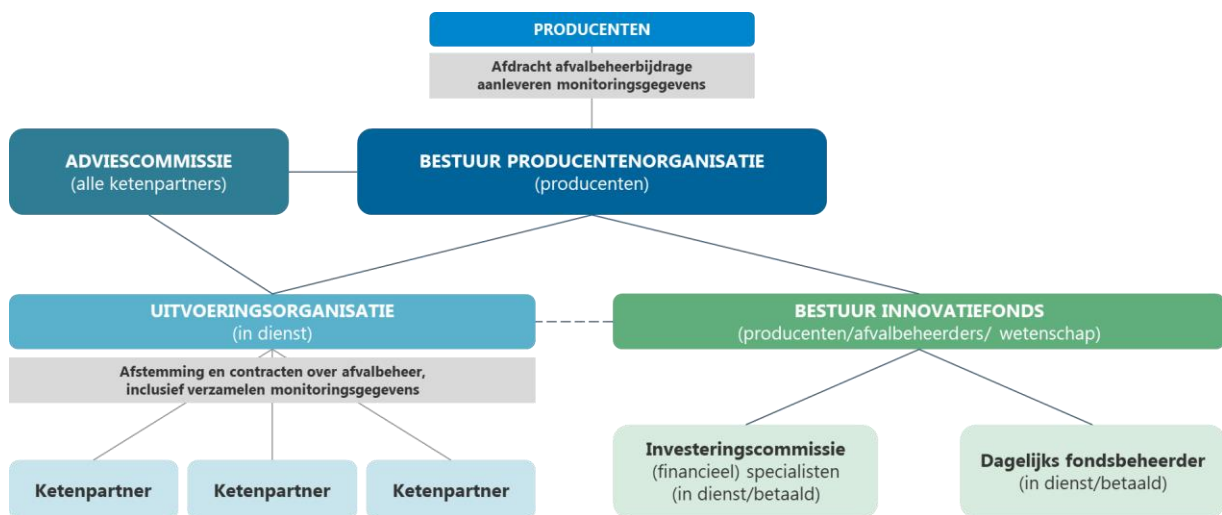 PRODUCENTEN
Afdracht afvalbeheerbijdrage
aanleveren monitoringsgegevens
ADVIESCOMMISSIE
(alle ketenpartners)
BESTUUR PRODUCENTENORGANISATIE
(producenten)
UITVOERINGSORGANISATIE
(in dienst)
BESTUUR INNOVATIEFONDS
(producenten/afvalbeheerders/ wetenschap)
Afstemming en contracten over afvalbeheer,
inclusief verzamelen monitoringsgegevens
Ketenpartner
Ketenpartner
Ketenpartner
Investeringscommissie
(financieel) specialisten
(in dienst/betaald)
Dagelijks fondsbeheerder
(in dienst/betaald)